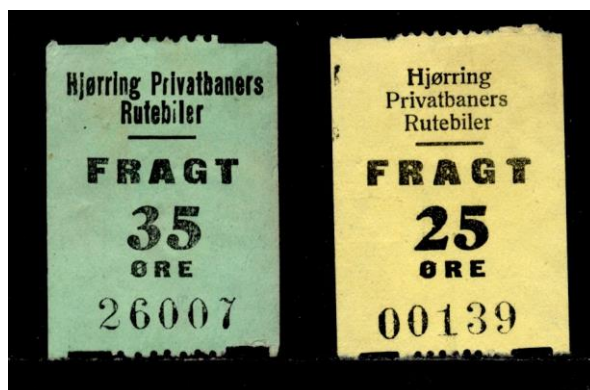 Hjørring Privatbaners
Rutebiler
FRAGT
35
ØRE
26007
Hjørring
Privatbaners
Rutebiler
FRAGT
25
ØRE
00139